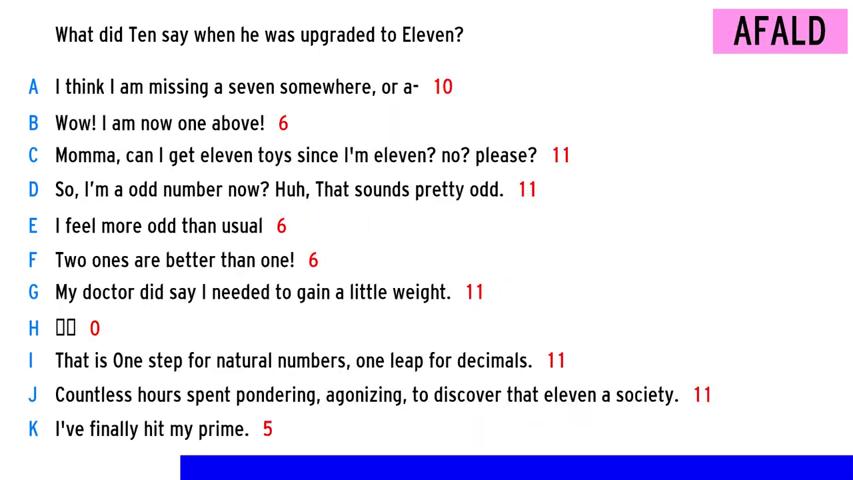 What did Ten say when he was upgraded to Eleven?
AFALD
A I think I am missing a seven somewhere, or a- 10
B Wow! I am now one above! 6
C Momma, can I get eleven toys since I'm eleven? no? please? 11
D So, I’m a odd number now? Huh, That sounds pretty odd. 11
E I feel more odd than usual 6
F Two ones are better than one! 6
G My doctor did say I needed to gain a little weight. 11
H 0
I That is One step for natural numbers, one leap for decimals. 11
J Countless hours spent pondering, agonizing, to discover that eleven a society. 11
K I've finally hit my prime. 5